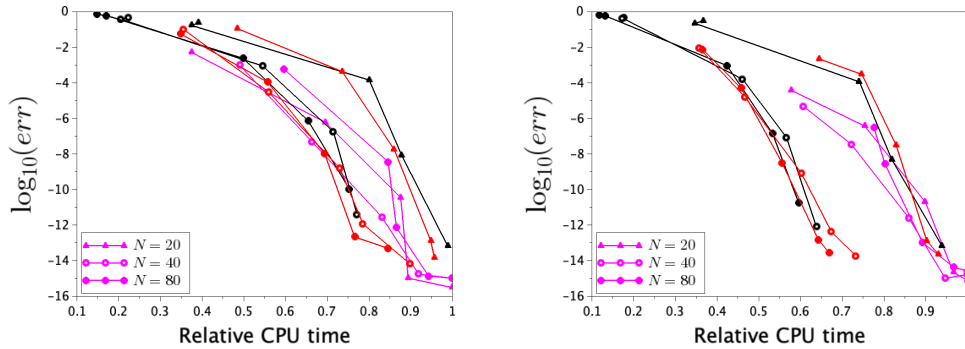 0
-2
-4
-6
-8
-10
-12
-14
-16
log₁₀(err)
N = 20
N = 40
N = 80
0.1 0.2 0.3 0.4 0.5 0.6 0.7 0.8 0.9 1
Relative CPU time
0
-2
-4
-6
-8
-10
-12
-14
-16
log₁₀(err)
N = 20
N = 40
N = 80
0.1 0.2 0.3 0.4 0.5 0.6 0.7 0.8 0.9
Relative CPU time